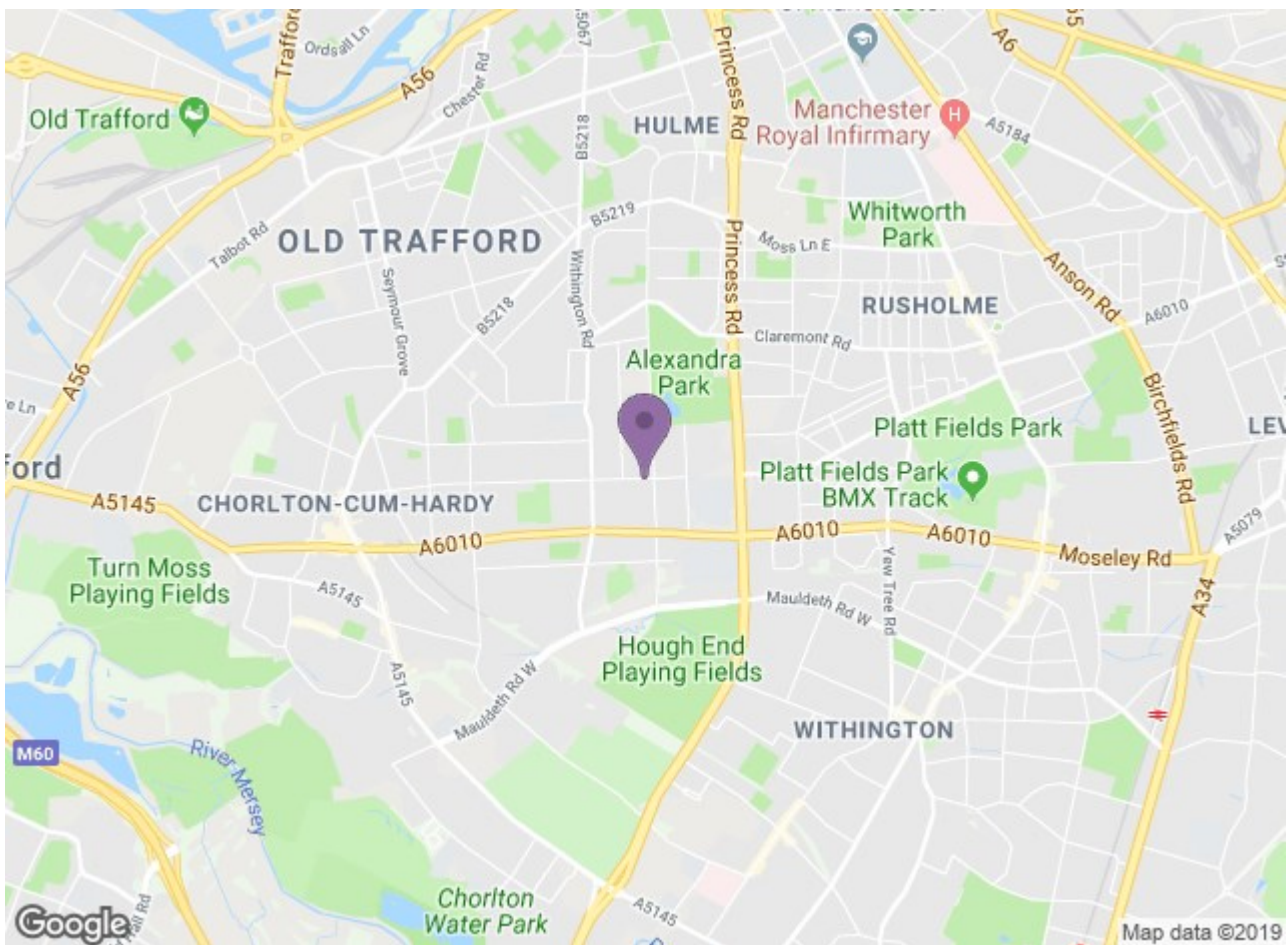 Ordsall Ln
Trafford
A56
Chester Rd
5067
Princess Rd
A6
Old Trafford
B5218
HULME
Manchester
Royal Infirmary
H
A5184
B5219
Whitworth
Park
Talbot Rd
OLD TRAFFORD
Moss Ln E
Princess Rd
Withington Rd
Seymour Grove
B5218
Anson Rd
RUSHOLME
A6010
Claremont Rd
Alexandra
Park
A56
Birchfields Rd
Platt Fields Park
LEV
ford
Platt Fields Park
BMX Track
A5145
CHORLTON-CUM-HARDY
A6010
A6010
A6010
A5079
Moseley Rd
Turn Moss
Playing Fields
A5145
Yew Tree Rd
Mauldeth Rd W
A34
Hough End
Playing Fields
A5145
Mauldeth Rd W
WITHINGTON
M60
River Mersey
Chorlton
Water Park
A5145
Hall Rd
Google
Map data ©2019